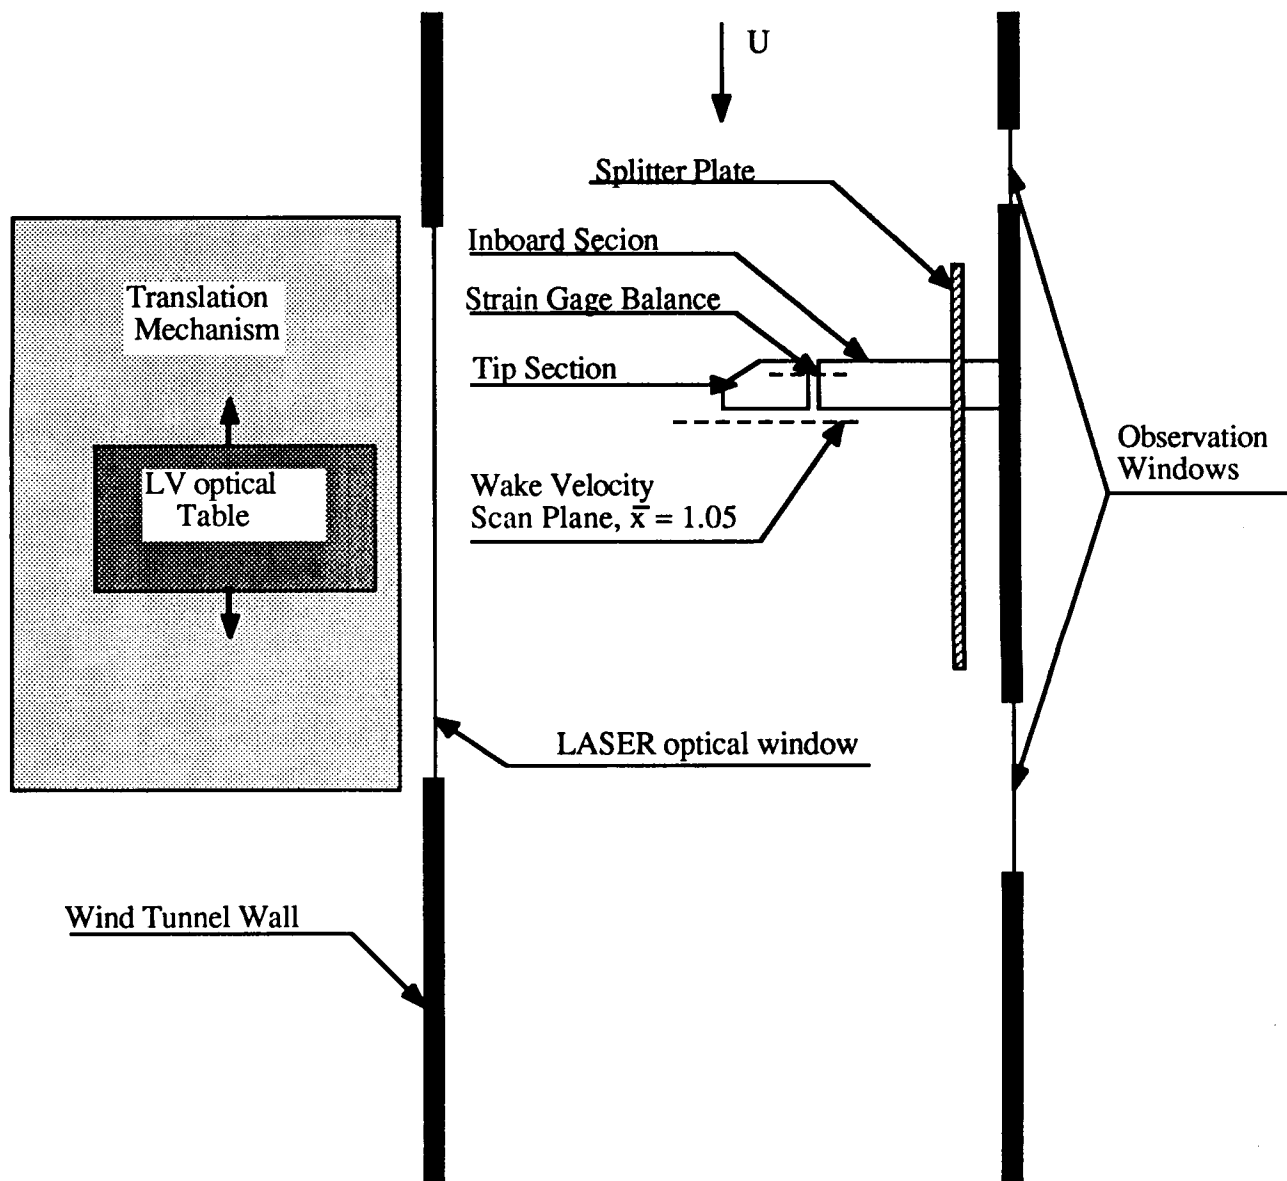 U
Splitter Plate
Inboard Secion
Strain Gage Balance
Tip Section
Translation
Mechanism
LV optical
Table
Wake Velocity
Scan Plane, x̄ = 1.05
Observation
Windows
LASER optical window
Wind Tunnel Wall